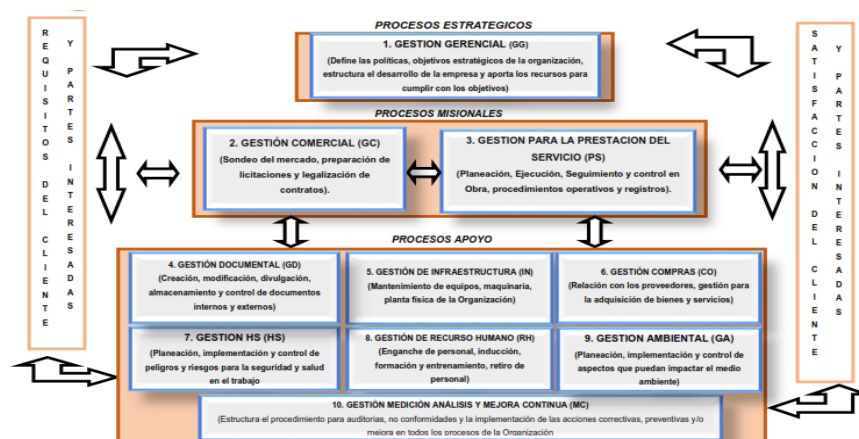 PROCESOS ESTRATEGICOS
1. GESTION GERENCIAL (GG)
(Define las políticas, objetivos estratégicos de la organización,
estructura el desarrollo de la empresa y aporta los recursos para
cumplir con los objetivos)
REQUISITOS DEL CLIENTE
Y PARTES INTERESADAS
PROCESOS MISIONALES
2. GESTIÓN COMERCIAL (GC)
(Sondeo del mercado, preparación de
licitaciones y legalización de
contratos).
3. GESTION PARA LA PRESTACION DEL
SERVICIO (PS)
(Planeación, Ejecución, Seguimiento y control en
Obra, procedimientos operativos y registros).
SATISFACCION DEL CLIENTE
Y PARTES INTERESADAS
PROCESOS APOYO
4. GESTIÓN DOCUMENTAL (GD)
(Creación, modificación, divulgación,
almacenamiento y control de documentos
internos y externos)
5. GESTIÓN DE INFRAESTRUCTURA (IN)
(Mantenimiento de equipos, maquinaria,
planta física de la Organización)
6. GESTIÓN COMPRAS (CO)
(Relación con los proveedores, gestión para
la adquisición de bienes y servicios)
7. GESTION HS (HS)
(Planeación, implementación y control de
peligros y riesgos para la seguridad y salud
en el trabajo
8. GESTIÓN DE RECURSO HUMANO (RH)
(Enganche de personal, inducción,
formación y entrenamiento, retiro de
personal)
9. GESTION AMBIENTAL (GA)
(Planeación, implementación y control de
aspectos que puedan impactar el medio
ambiente)
10. GESTIÓN MEDICIÓN ANÁLISIS Y MEJORA CONTINUA (MC)
(Estructura el procedimiento para auditorias, no conformidades y la implementación de las acciones correctivas, preventivas y/o
mejora en todos los procesos de la Organización